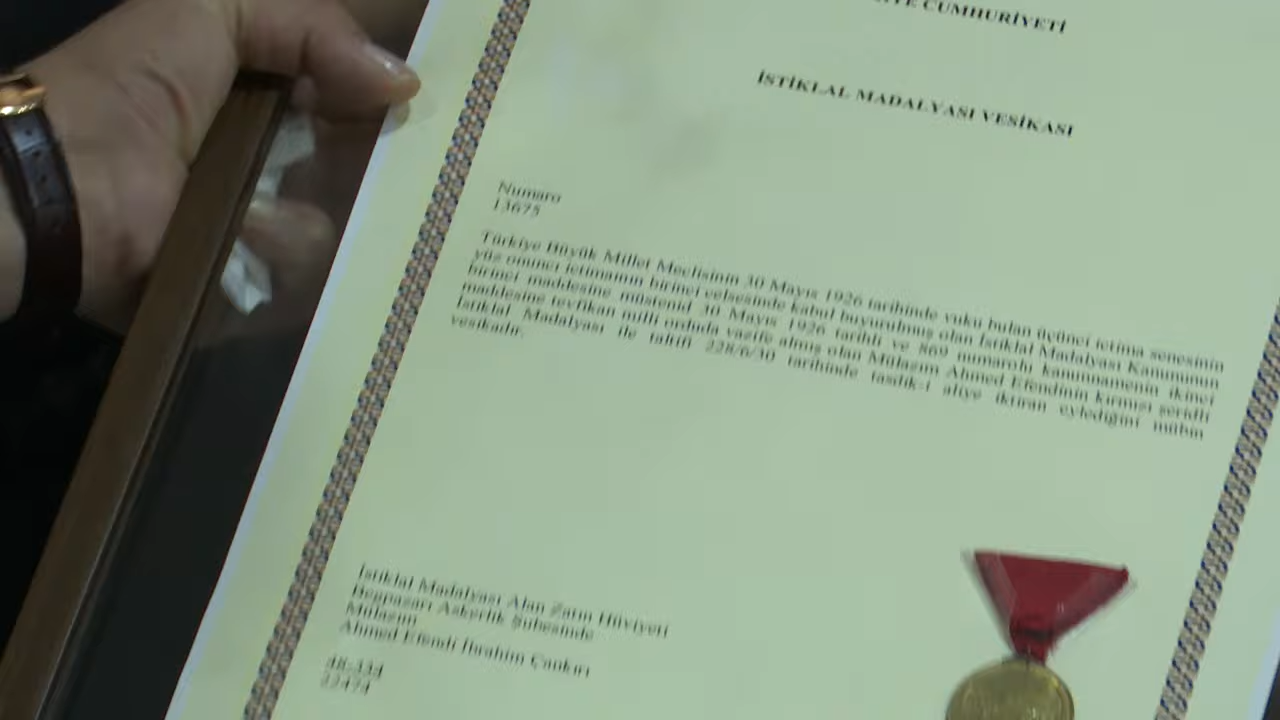 CUMHURİYETİ
İSTİKLAL MADALYASI VESİKASI
Numaro
13675
Türkiye Büyük Millet Meclisinin 30 Mayıs 1926 tarihinde vuku bulan üçüncü ictima senesinin
yüz onuncu ictimaının birinci celsesinde kabul buyurulmuş olan İstiklal Madalyası Kanununun
birinci maddesine müstenid 30 Mayıs 1926 tarihli ve 869 numaralı kanunnamenin ikinci
maddesine tevfikan milli orduda vazife almış olan Mülazım Ahmed Efendinin kırmızı şeritli
İstiklal Madalyası ile taltifi 228/6/30 tarihinde tasdik-i aliye iktiran eylediğini mübin
vesikadır.
İstiklal Madalyası Alan Zatın Hüviyeti
Beypazarı Askerlik Şubesinde
Mülazım
Ahmed Efendi İbrahim Çankırı
48-334
22474